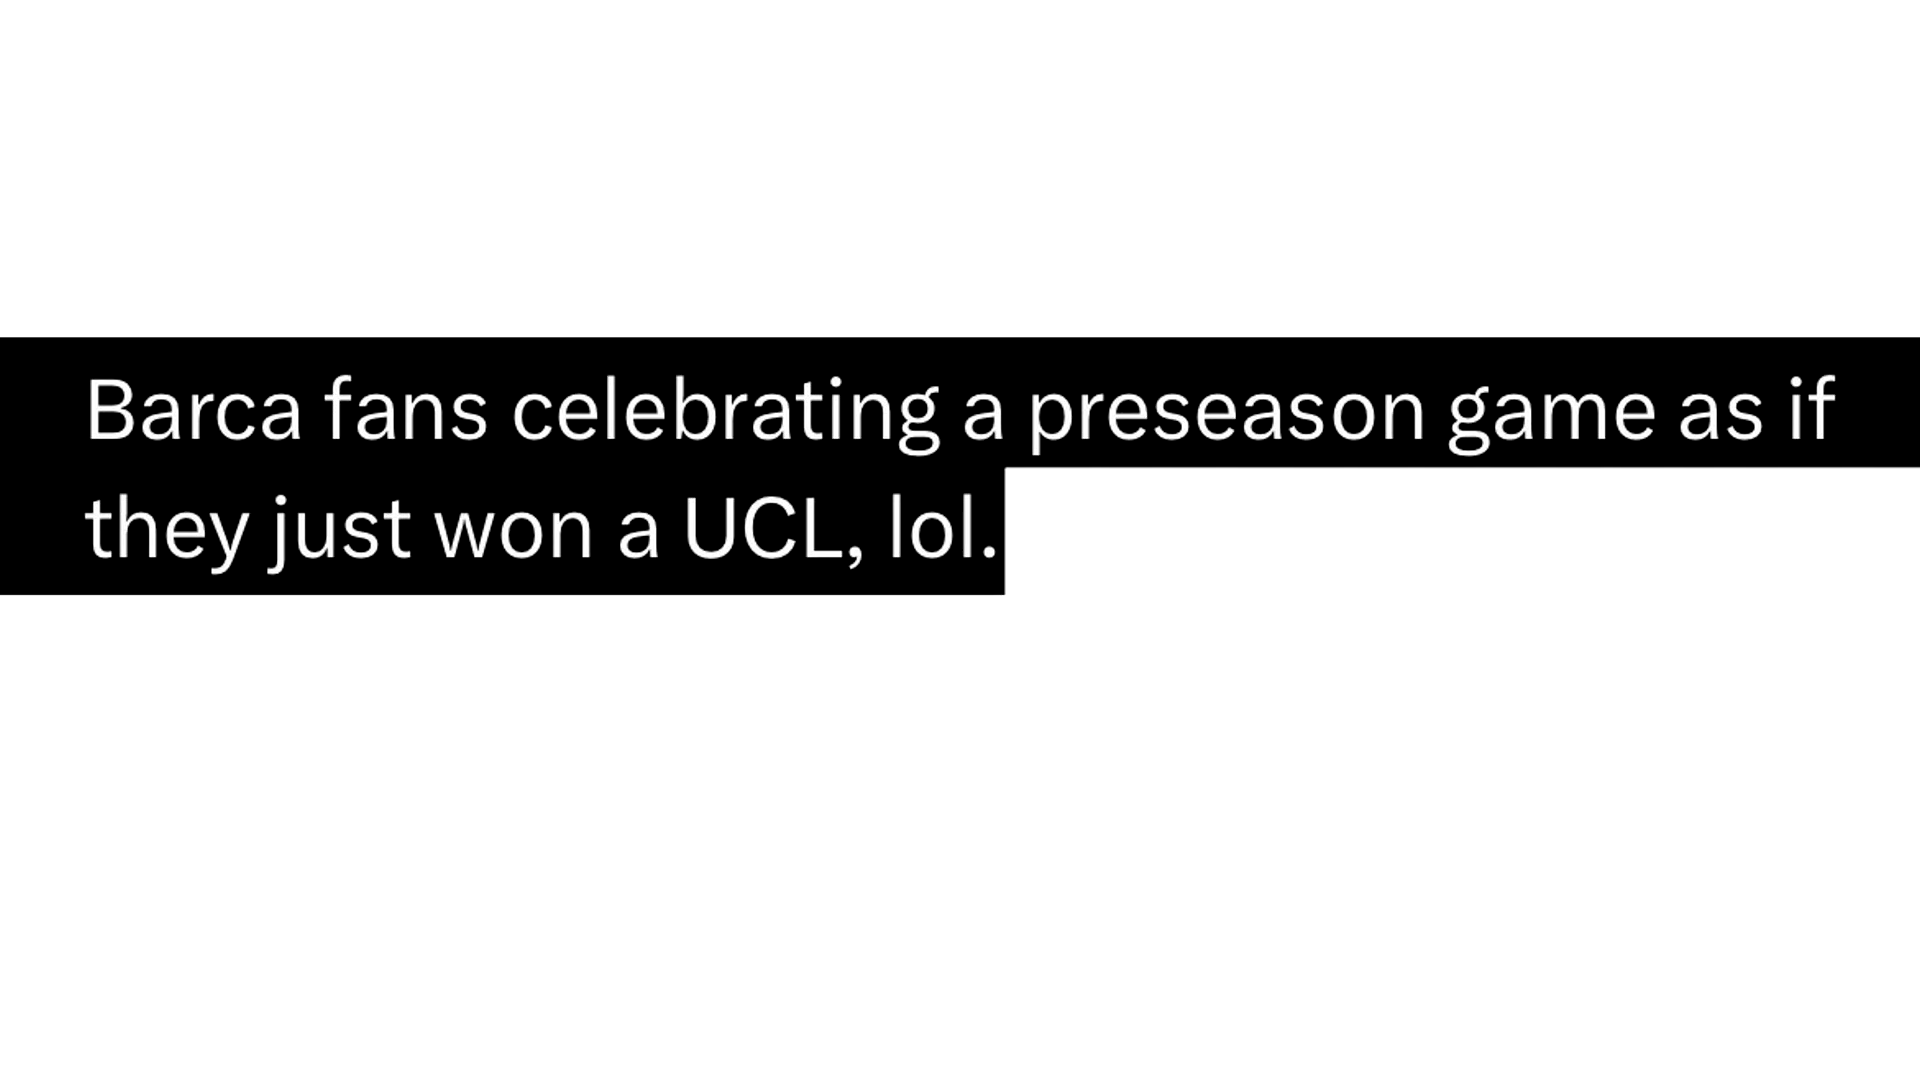 Barca fans celebrating a preseason game as if
they just won a UCL, lol.